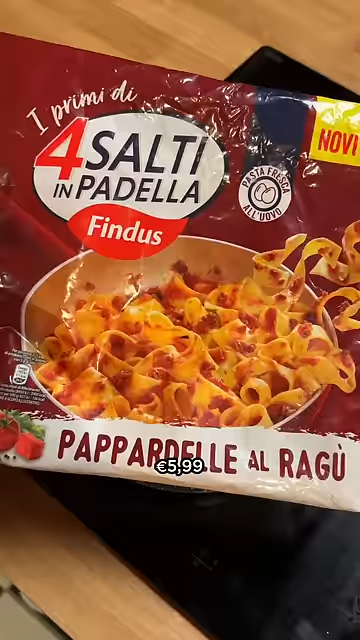 I primi di
4 SALTI
IN PADELLA
Findus
NOVI
PASTA FRESCA
ALL'UOVO
PAPPARDELLE AL RAGÙ
€5,99